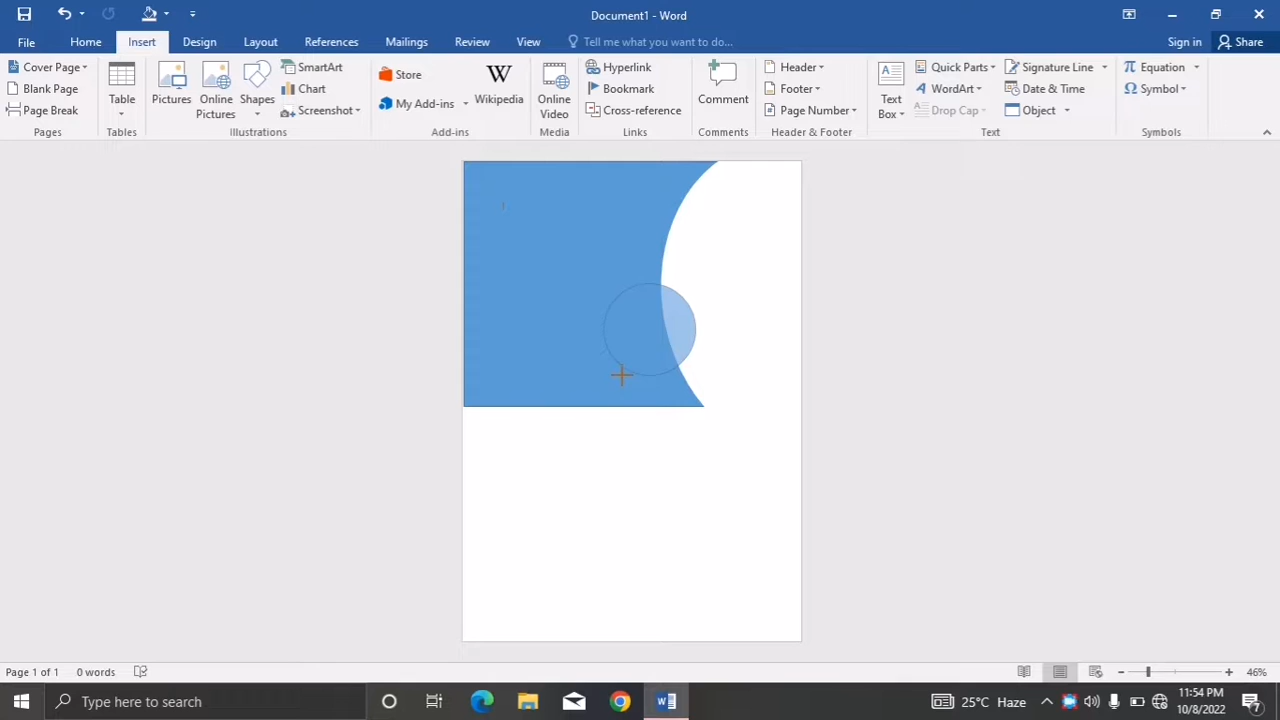 Document1 - Word
File Home Insert Design Layout References Mailings Review View Tell me what you want to do... Sign in Share
Cover Page
Blank Page
Page Break
Pages
Table
Tables
Pictures
Online Pictures
Shapes
SmartArt
Chart
Screenshot
Illustrations
Store
My Add-ins
W
Wikipedia
Add-ins
Online Video
Media
Hyperlink
Bookmark
Cross-reference
Links
Comment
Comments
Header
Footer
Page Number
Header & Footer
A
Text Box
Quick Parts
WordArt
Drop Cap
Signature Line
Date & Time
Object
Text
π Equation
Ω Symbol
Symbols
Page 1 of 1 0 words 46%
Type here to search
25°C Haze
11:54 PM
10/8/2022
7